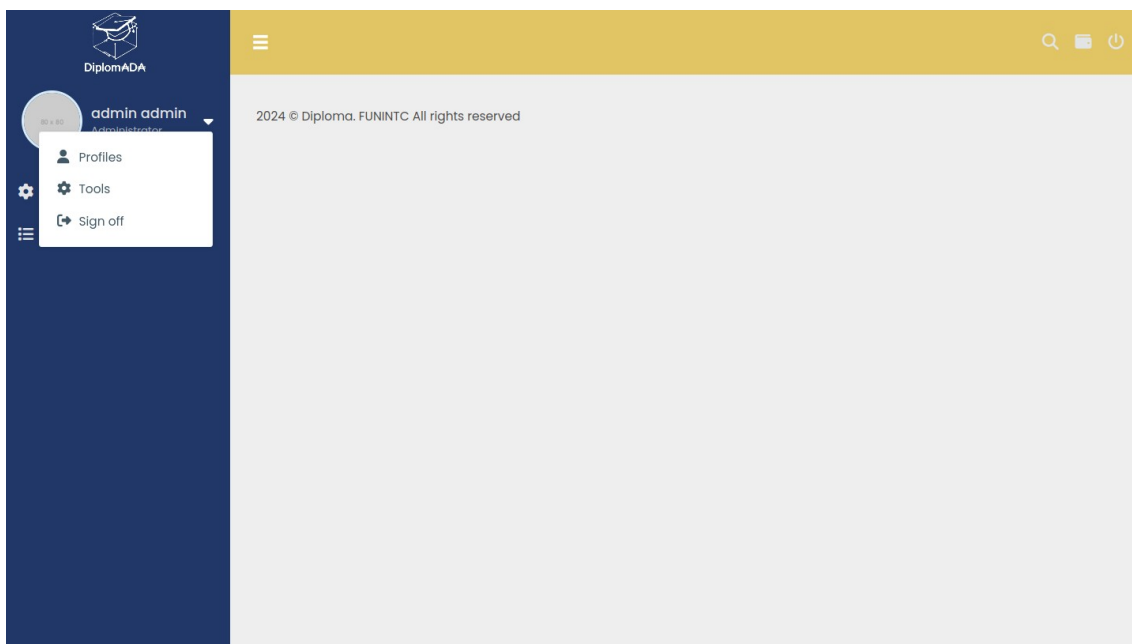 DiplomADA
admin admin
Administrator
Profiles
Tools
Sign off
2024 © Diploma. FUNINTC All rights reserved